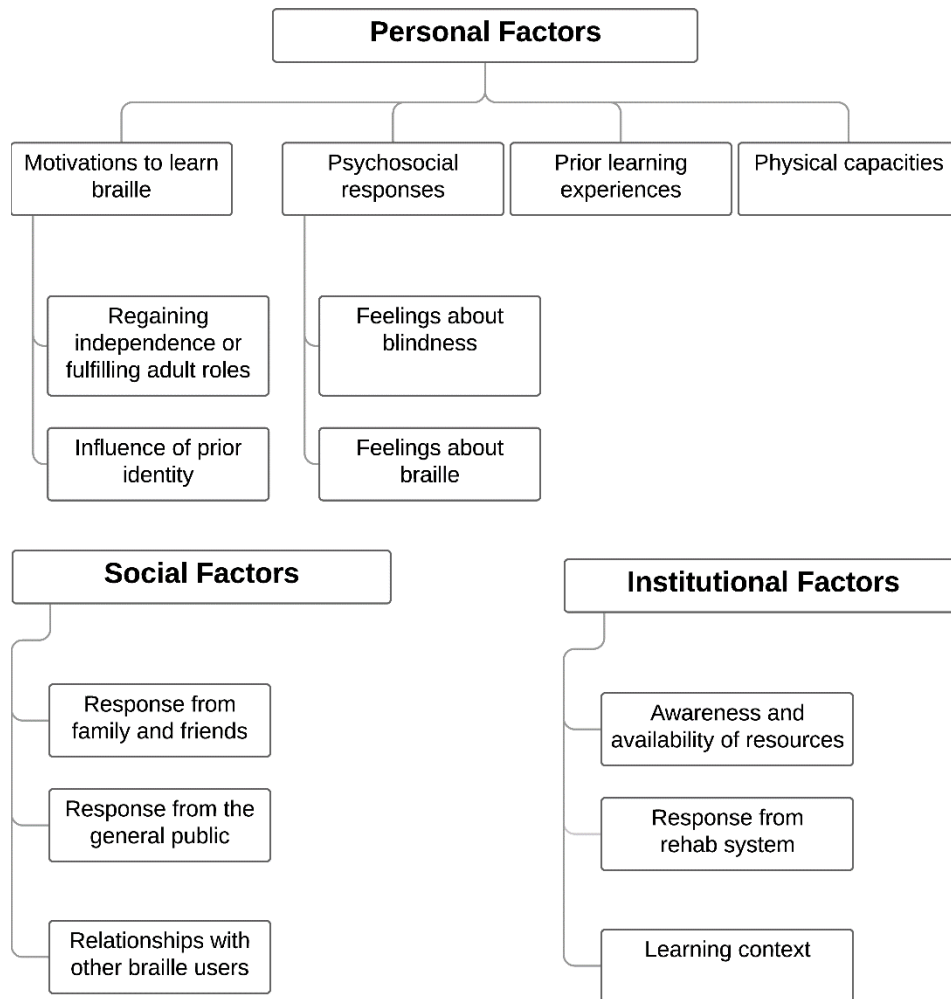 Personal Factors
Motivations to learn
braille
Psychosocial
responses
Prior learning
experiences
Physical capacities
Regaining
independence or
fulfilling adult roles
Feelings about
blindness
Influence of prior
identity
Feelings about
braille
Social Factors
Response from
family and friends
Response from the
general public
Relationships with
other braille users
Institutional Factors
Awareness and
availability of resources
Response from
rehab system
Learning context